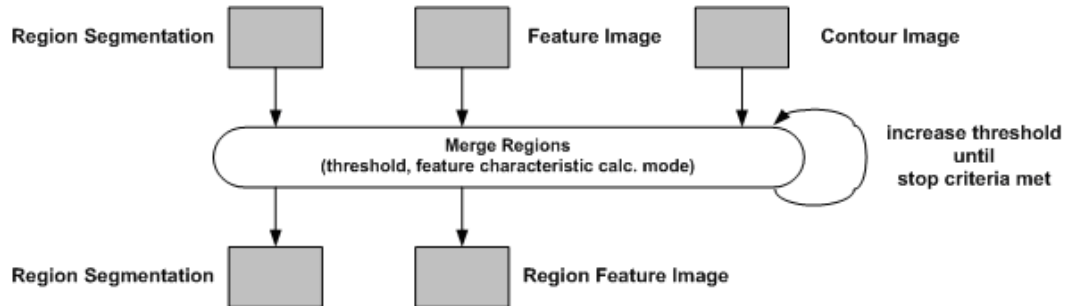 Region Segmentation
Feature Image
Contour Image
Merge Regions
(threshold, feature characteristic calc. mode)
increase threshold
until
stop criteria met
Region Segmentation
Region Feature Image